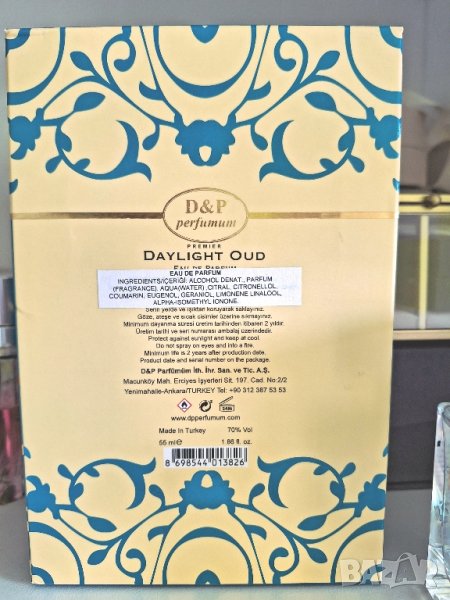 D&P
perfumum
PREMIER
DAYLIGHT OUD
EAU DE PARFUM
EAU DE PARFUM
INGREDIENTS/İÇERİĞİ: ALCOHOL DENAT., PARFUM
(FRAGRANCE), AQUA(WATER) ,CITRAL, CITRONELLOL,
COUMARIN, EUGENOL, GERANIOL, LIMONENE LINALOOL,
ALPHA-ISOMETHYL IONONE.
Serin yerde ve ışıktan koruyarak saklayınız.
Göze, ateşe ve sıcak cisimler üzerine sıkmayınız.
Minimum dayanma süresi üretim tarihinden itibaren 2 yıldır.
Üretim tarihi ve seri numarası ambalaj üzerindedir.
Protect against sunlight and keep at cool.
Do not spray on eyes and into a fire.
Minimum life is 2 years after production date.
Product date and serial number on the package.
D&P Parfümüm İth. İhr. San. ve Tic. A.Ş.
Macunköy Mah. Erciyes İşyerleri Sit. 197. Cad. No:2/2
Yenimahalle-Ankara/TURKEY Tel: +90 312 387 53 53
www.dpperfumum.com
Made In Turkey 70% Vol
55 ml e 1.86 fl. oz.
8 698544 013826
BAZAR